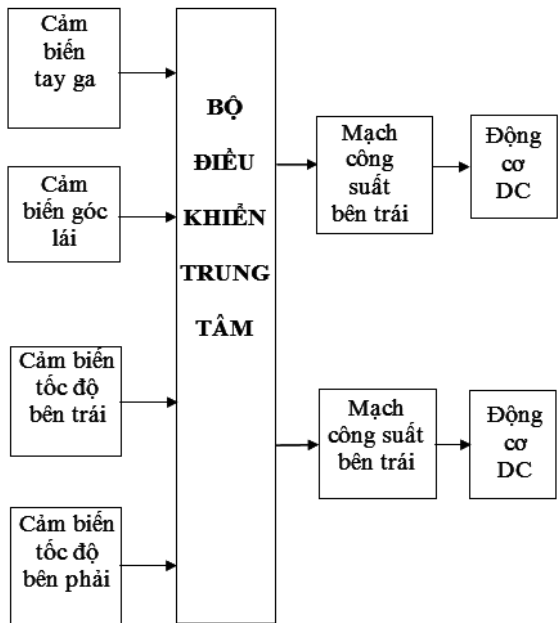 Cảm
biến
tay ga
Cảm
biến góc
lái
Cảm biến
tốc độ
bên trái
Cảm biến
tốc độ
bên phải
BỘ
ĐIỀU
KHIỂN
TRUNG
TÂM
Mạch
công
suất
bên trái
Động
cơ
DC
Mạch
công suất
bên trái
Động
cơ
DC